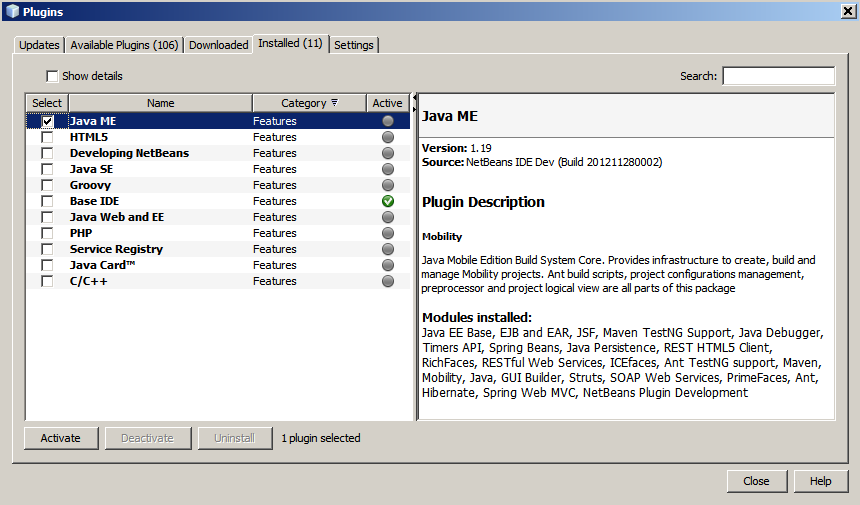 Plugins
Updates Available Plugins (106) Downloaded Installed (11) Settings
Show details Search:
Select Name Category Active
Java ME Features
HTML5 Features
Developing NetBeans Features
Java SE Features
Groovy Features
Base IDE Features
Java Web and EE Features
PHP Features
Service Registry Features
Java Card™ Features
C/C++ Features
Java ME
Version: 1.19
Source: NetBeans IDE Dev (Build 201211280002)
Plugin Description
Mobility
Java Mobile Edition Build System Core. Provides infrastructure to create, build and
manage Mobility projects. Ant build scripts, project configurations management,
preprocessor and project logical view are all parts of this package
Modules installed:
Java EE Base, EJB and EAR, JSF, Maven TestNG Support, Java Debugger,
Timers API, Spring Beans, Java Persistence, REST HTML5 Client,
RichFaces, RESTful Web Services, ICEfaces, Ant TestNG support, Maven,
Mobility, Java, GUI Builder, Struts, SOAP Web Services, PrimeFaces, Ant,
Hibernate, Spring Web MVC, NetBeans Plugin Development
Activate Deactivate Uninstall 1 plugin selected
Close Help